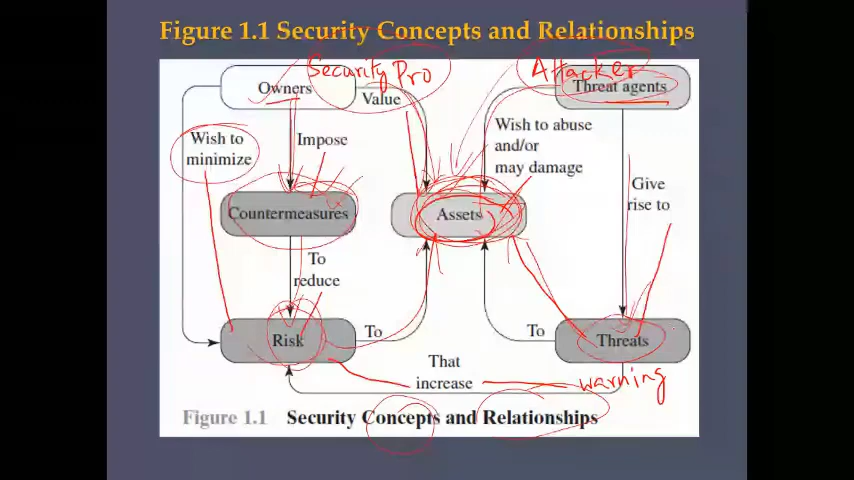 Figure 1.1 Security Concepts and Relationships
Security Pro
Attacker
Owners
Threat agents
Value
Wish to
minimize
Impose
Wish to abuse
and/or
may damage
Give
rise to
Countermeasures
Assets
To
reduce
Risk
To
To
Threats
That
increase
warning
Figure 1.1 Security Concepts and Relationships